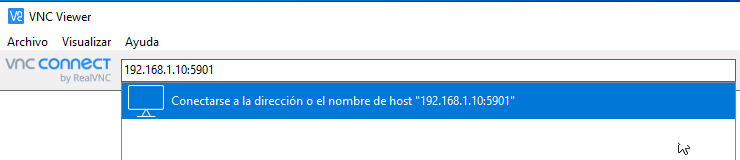 VNC Viewer
Archivo Visualizar Ayuda
vnc connect
by RealVNC
192.168.1.10:5901
Conectarse a la dirección o el nombre de host "192.168.1.10:5901"